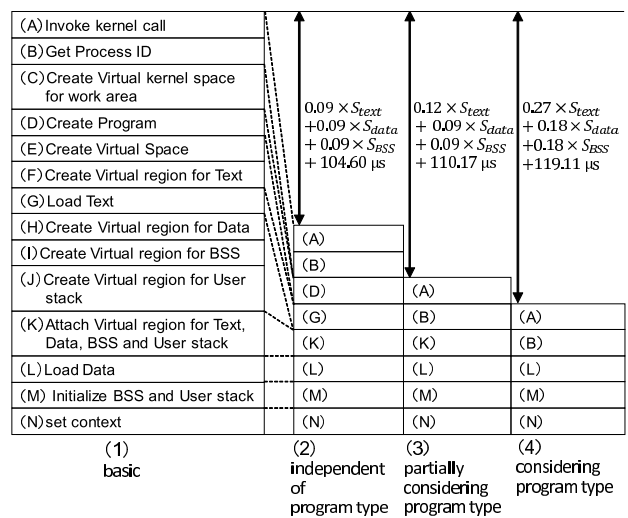 (A)Invoke kernel call
(B)Get Process ID
(C)Create Virtual kernel space
for work area
(D)Create Program
(E)Create Virtual Space
(F)Create Virtual region for Text
(G)Load Text
(H)Create Virtual region for Data
(I)Create Virtual region for BSS
(J)Create Virtual region for User
stack
(K)Attach Virtual region for Text,
Data, BSS and User stack
(L)Load Data
(M) Initialize BSS and User stack
(N)set context
(1)
basic
0.09 × S_text
+0.09 × S_data
+ 0.09 × S_BSS
+ 104.60 μs
(A)
(B)
(D)
(G)
(K)
(L)
(M)
(N)
(2)
independent
of
program type
0.12 × S_text
+ 0.09 × S_data
+ 0.09 × S_BSS
+ 110.17 μs
(A)
(B)
(K)
(L)
(M)
(N)
(3)
partially
considering
program type
0.27 × S_text
+ 0.18 × S_data
+0.18 × S_BSS
+119.11 μs
(A)
(B)
(L)
(M)
(N)
(4)
considering
program type